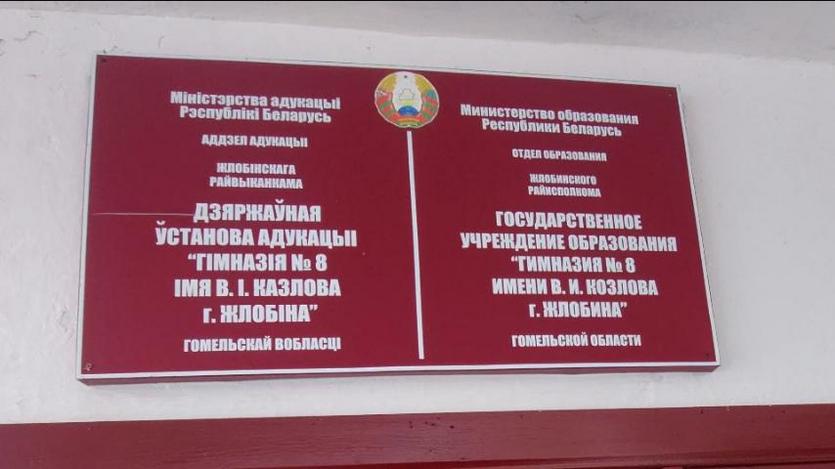 Міністэрства адукацыі
Рэспублікі Беларусь
АДДЗЕЛ АДУКАЦЫІ
ЖЛОБІНСКАГА
РАЙВЫКАНКАМА
ДЗЯРЖАЎНАЯ
ЎСТАНОВА АДУКАЦЫІ
“ГІМНАЗІЯ № 8
ІМЯ В. І. КАЗЛОВА
г. ЖЛОБІНА”
ГОМЕЛЬСКАЙ ВОБЛАСЦІ
Министерство образования
Республики Беларусь
ОТДЕЛ ОБРАЗОВАНИЯ
ЖЛОБИНСКОГО
РАЙИСПОЛКОМА
ГОСУДАРСТВЕННОЕ
УЧРЕЖДЕНИЕ ОБРАЗОВАНИЯ
“ГИМНАЗИЯ № 8
ИМЕНИ В. И. КОЗЛОВА
г. ЖЛОБИНА”
ГОМЕЛЬСКОЙ ОБЛАСТИ